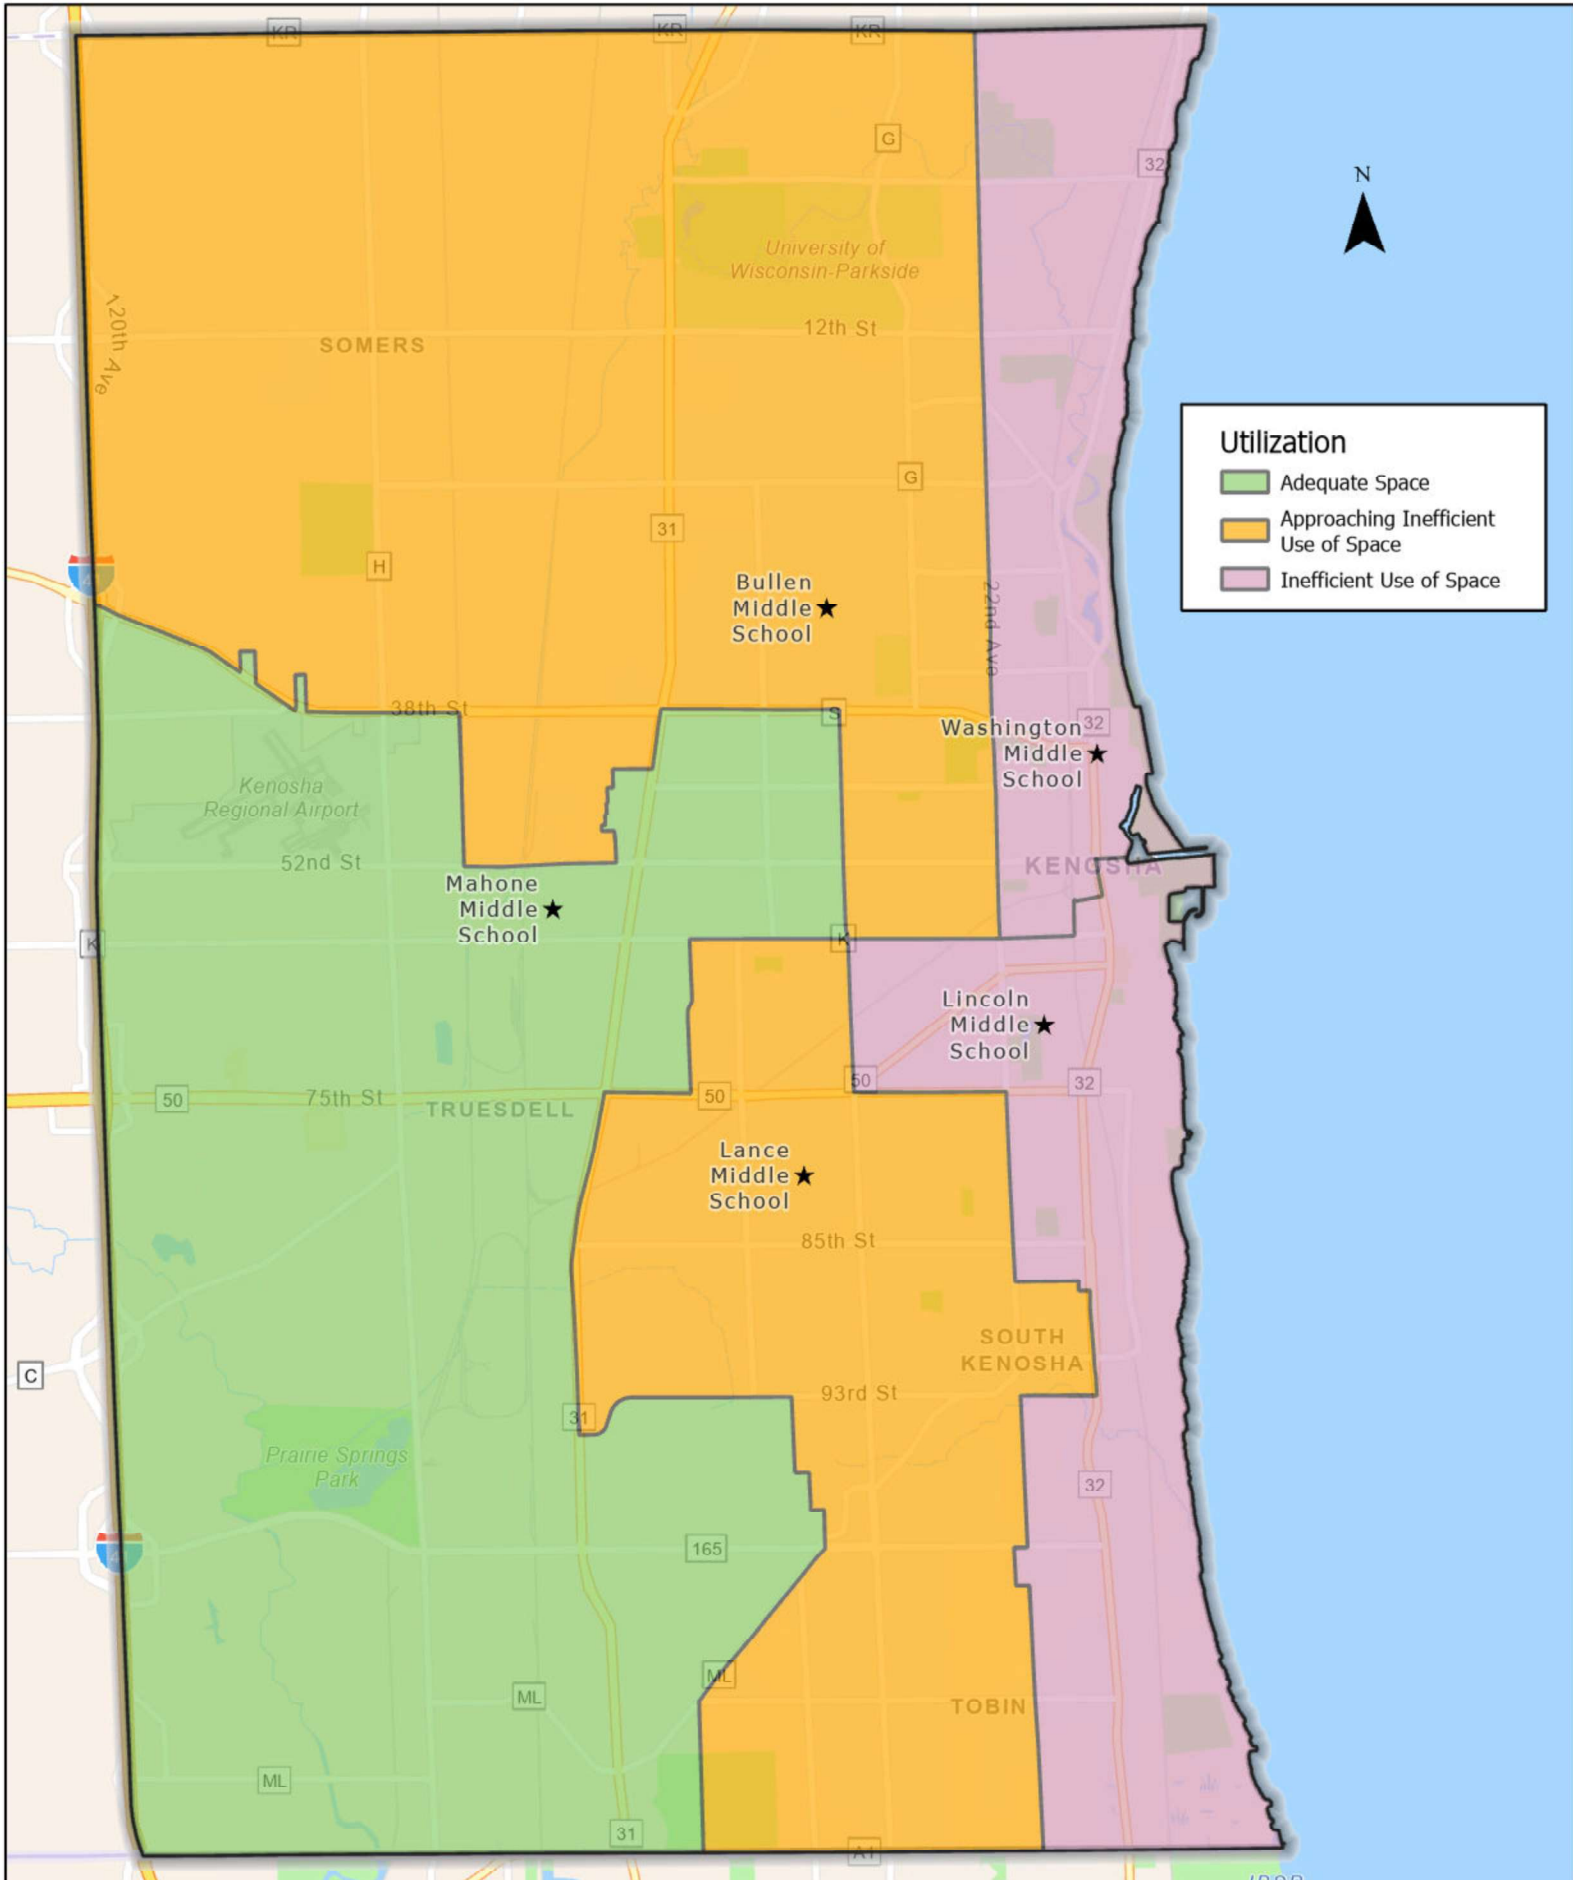 KR
KR
KR
G
32
N
University of
Wisconsin-Parkside
120th Ave
12th St
SOMERS
Utilization
Adequate Space
Approaching Inefficient
Use of Space
Inefficient Use of Space
G
31
H
41
Bullen
Middle
School
22nd Ave
38th St
S
Washington
Middle
School
32
Kenosha
Regional Airport
52nd St
KENOSHA
Mahone
Middle
School
K
K
Lincoln
Middle
School
50
75th St
TRUESDELL
50
50
32
Lance
Middle
School
85th St
SOUTH
KENOSHA
C
93rd St
31
Prairie Springs
Park
32
41
165
ML
ML
TOBIN
ML
31
A1